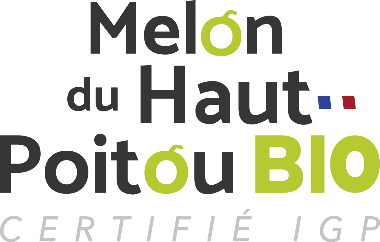 Melon
du Haut
Poitou BIO
CERTIFIÉ IGP